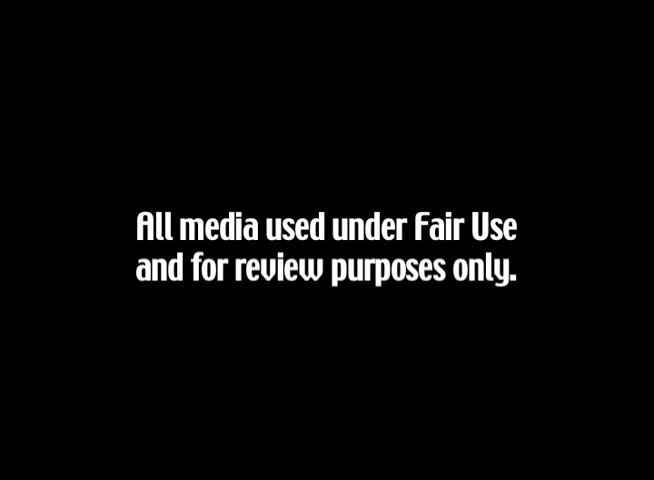 All media used under Fair Use
and for review purposes only.